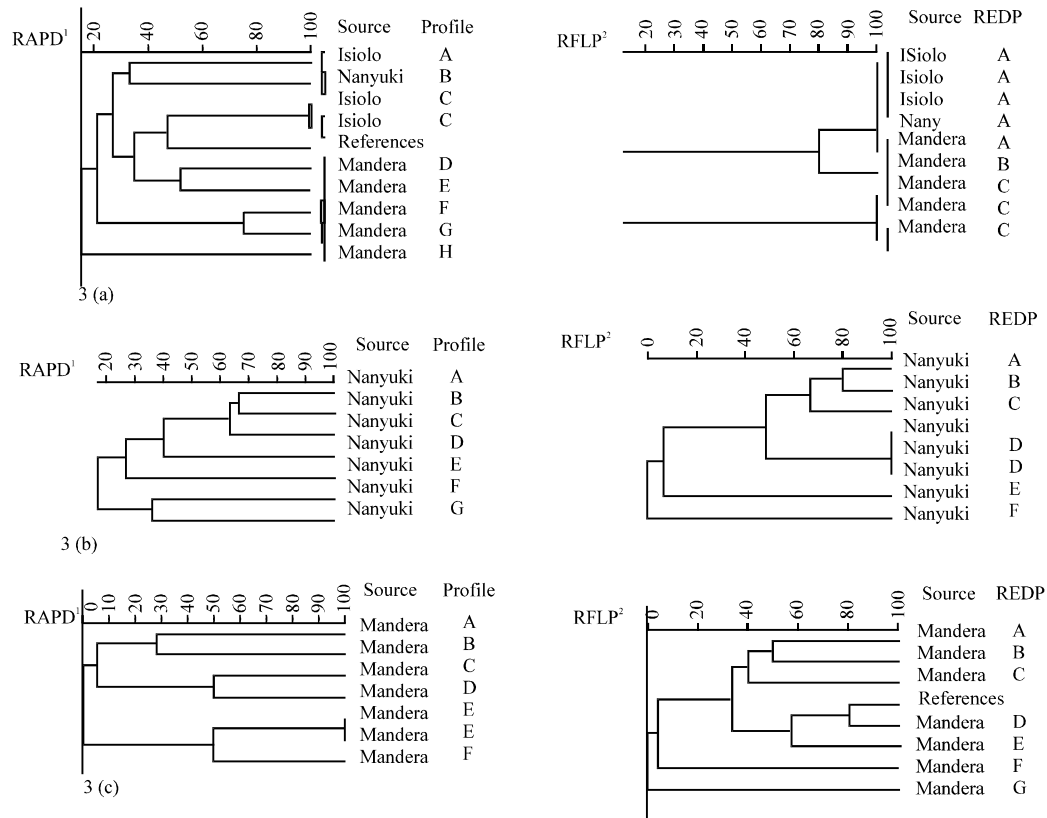 RAPD1 20 40 60 80 100 Source Profile
Isiolo A
Nanyuki B
Isiolo C
Isiolo C
References
Mandera D
Mandera E
Mandera F
Mandera G
Mandera H
3 (a)
RFLP2 20 30 40 50 60 70 80 90 100 Source REDP
ISiolo A
Isiolo A
Isiolo A
Nany A
Mandera A
Mandera B
Mandera C
Mandera C
Mandera C
RAPD1 20 30 40 50 60 70 80 90 100 Source Profile
Nanyuki A
Nanyuki B
Nanyuki C
Nanyuki D
Nanyuki E
Nanyuki F
Nanyuki G
3 (b)
RFLP2 0 20 40 60 80 100 Source REDP
Nanyuki A
Nanyuki B
Nanyuki C
Nanyuki
Nanyuki D
Nanyuki D
Nanyuki E
Nanyuki F
RAPD1 0 10 20 30 40 50 60 70 80 90 100 Source Profile
Mandera A
Mandera B
Mandera C
Mandera D
Mandera E
Mandera E
Mandera F
3 (c)
RFLP2 0 20 40 60 80 100 Source REDP
Mandera A
Mandera B
Mandera C
References
Mandera D
Mandera E
Mandera F
Mandera G